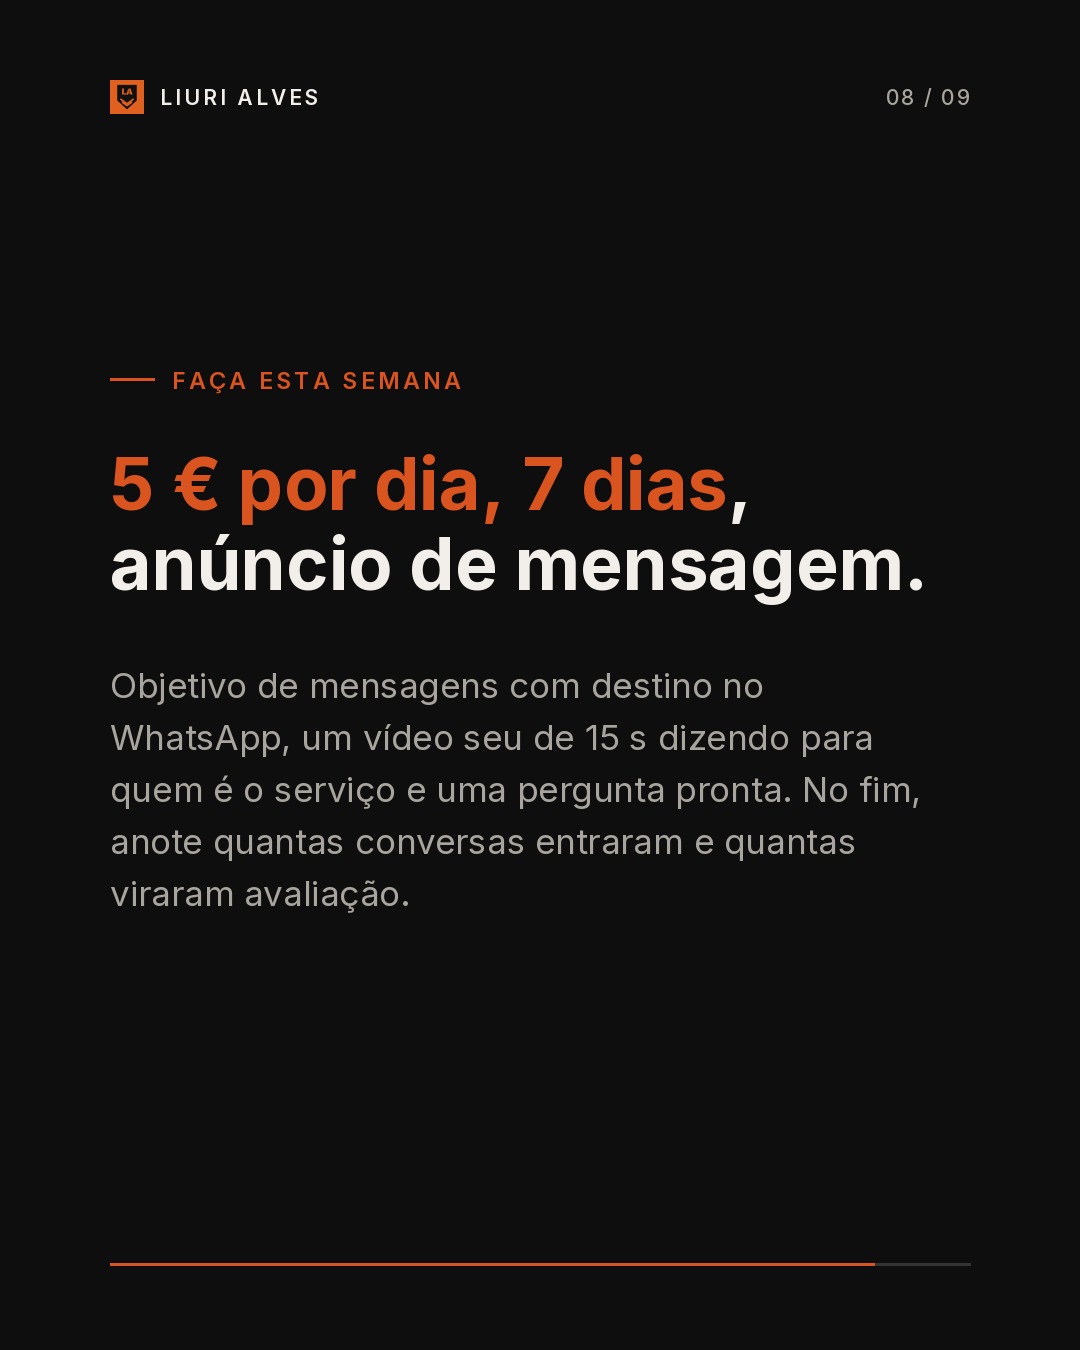 LA
LIURI ALVES
08 / 09
FAÇA ESTA SEMANA
5 € por dia, 7 dias,
anúncio de mensagem.
Objetivo de mensagens com destino no
WhatsApp, um vídeo seu de 15 s dizendo para
quem é o serviço e uma pergunta pronta. No fim,
anote quantas conversas entraram e quantas
viraram avaliação.